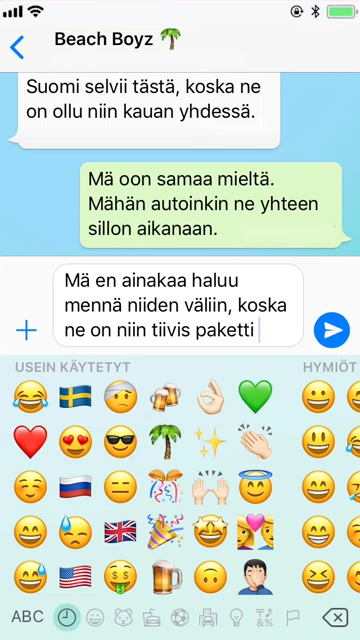 Beach Boyz 🌴
Suomi selvii tästä, koska ne
on ollu niin kauan yhdessä.
Mä oon samaa mieltä.
Mähän autoinkin ne yhteen
sillon aikanaan.
Mä en ainakaa haluu
mennä niiden väliin, koska
ne on niin tiivis paketti
USEIN KÄYTETYT HYMIÖT
ABC